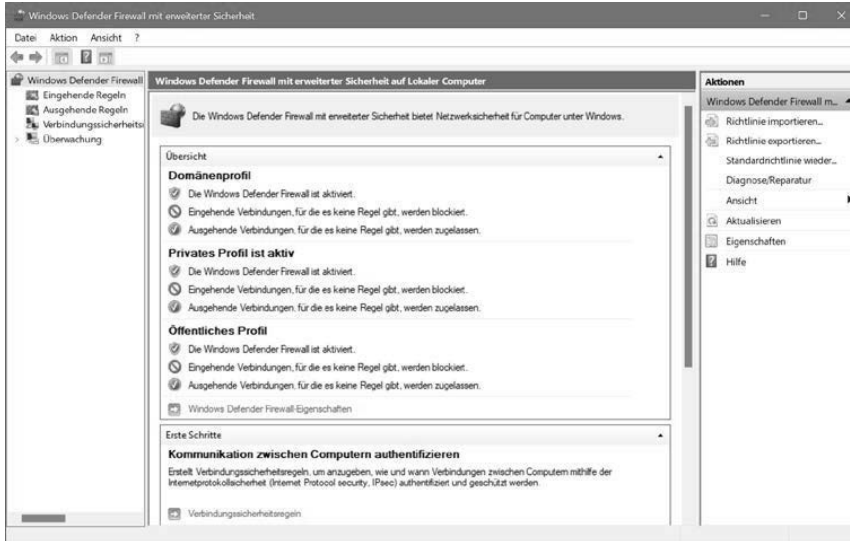 Windows Defender Firewall mit erweiterter Sicherheit
Datei Aktion Ansicht ?
Windows Defender Firewall
Eingehende Regeln
Ausgehende Regeln
Verbindungssicherheits
Überwachung
Windows Defender Firewall mit erweiterter Sicherheit auf Lokaler Computer
Die Windows Defender Firewall mit erweiterter Sicherheit bietet Netzwerksicherheit für Computer unter Windows.
Übersicht
Domänenprofil
Die Windows Defender Firewall ist aktiviert.
Eingehende Verbindungen, für die es keine Regel gibt, werden blockiert.
Ausgehende Verbindungen, für die es keine Regel gibt, werden zugelassen.
Privates Profil ist aktiv
Die Windows Defender Firewall ist aktiviert.
Eingehende Verbindungen, für die es keine Regel gibt, werden blockiert.
Ausgehende Verbindungen, für die es keine Regel gibt, werden zugelassen.
Öffentliches Profil
Die Windows Defender Firewall ist aktiviert.
Eingehende Verbindungen, für die es keine Regel gibt, werden blockiert.
Ausgehende Verbindungen, für die es keine Regel gibt, werden zugelassen.
Windows Defender Firewall-Eigenschaften
Erste Schritte
Kommunikation zwischen Computern authentifizieren
Erstellt Verbindungssicherheitsregeln, um anzugeben, wie und wann Verbindungen zwischen Computern mithilfe der
Internetprotokollsicherheit (Internet Protocol security, IPsec) authentifiziert und geschützt werden.
Verbindungssicherheitsregeln
Aktionen
Windows Defender Firewall m...
Richtlinie importieren...
Richtlinie exportieren...
Standardrichtlinie wieder...
Diagnose/Reparatur
Ansicht
Aktualisieren
Eigenschaften
Hilfe